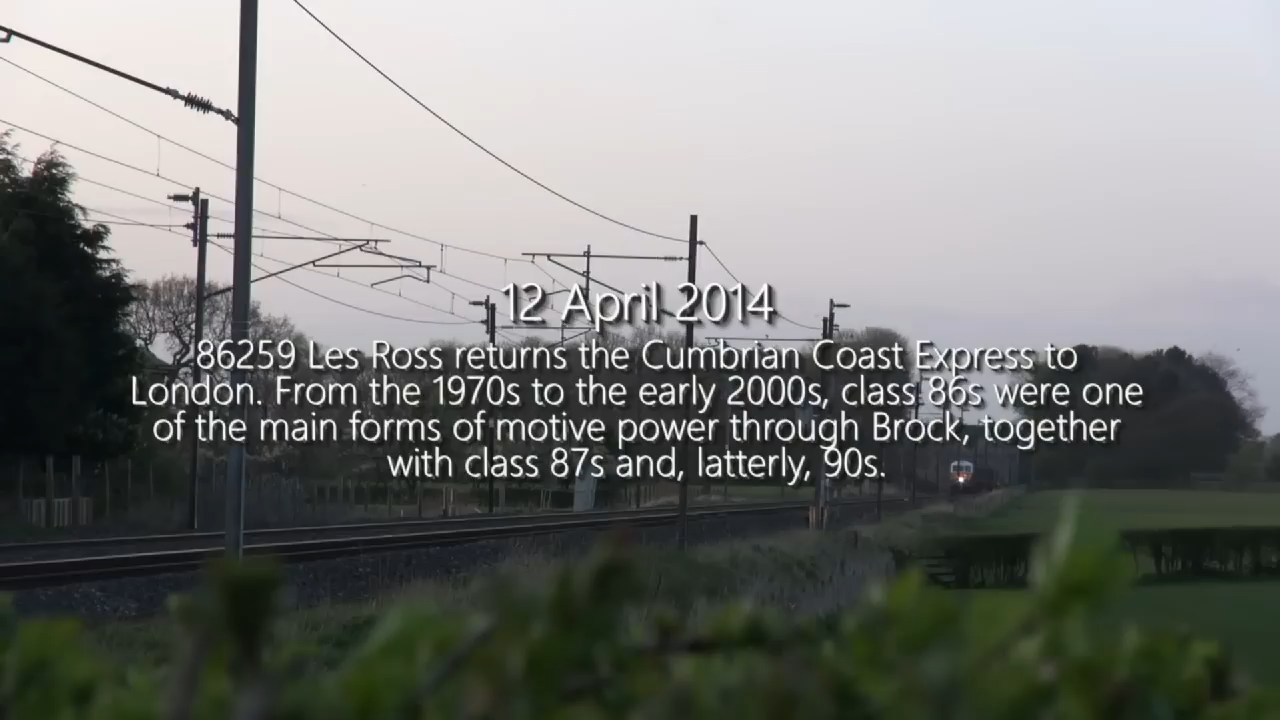 12 April 2014
86259 Les Ross returns the Cumbrian Coast Express to
London. From the 1970s to the early 2000s, class 86s were one
of the main forms of motive power through Brock, together
with class 87s and, latterly, 90s.